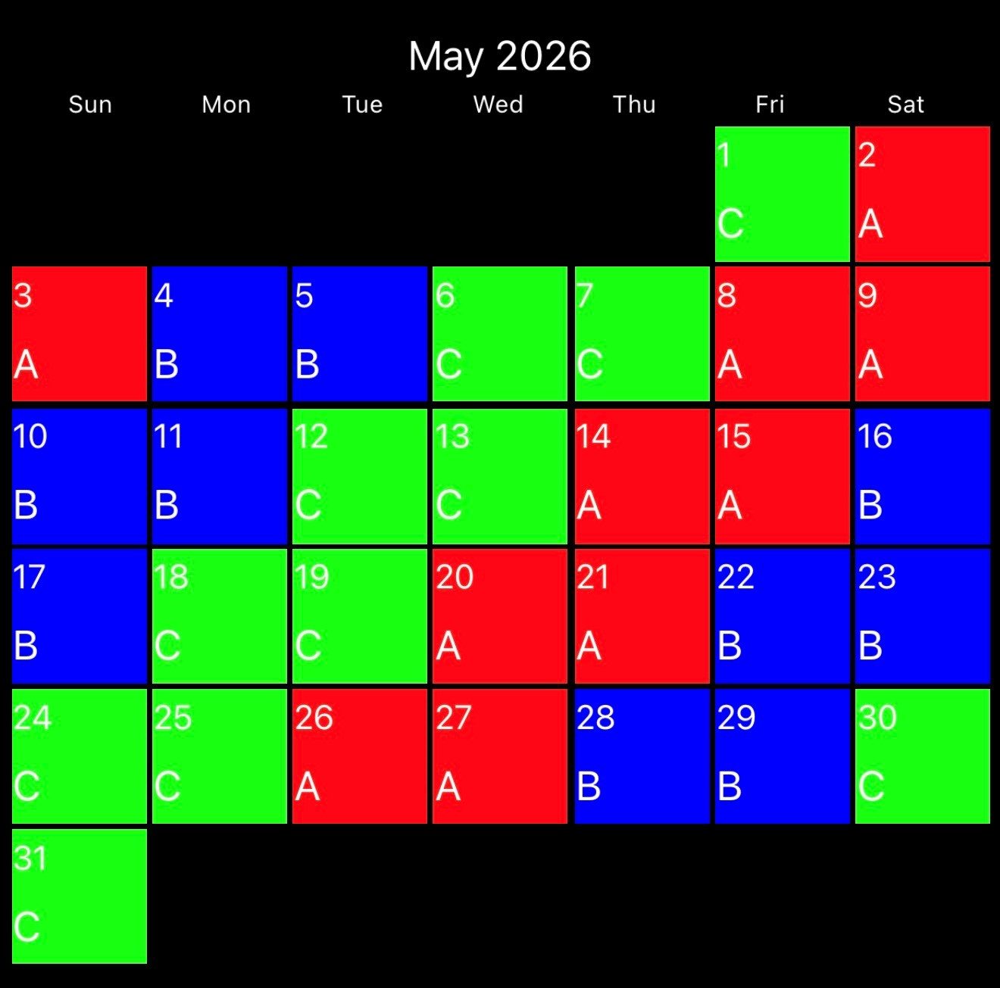 May 2026
Sun Mon Tue Wed Thu Fri Sat
1 2
C A
3 4 5 6 7 8 9
A B B C C A A
10 11 12 13 14 15 16
B B C C A A B
17 18 19 20 21 22 23
B C C A A B B
24 25 26 27 28 29 30
C C A A B B C
31
C